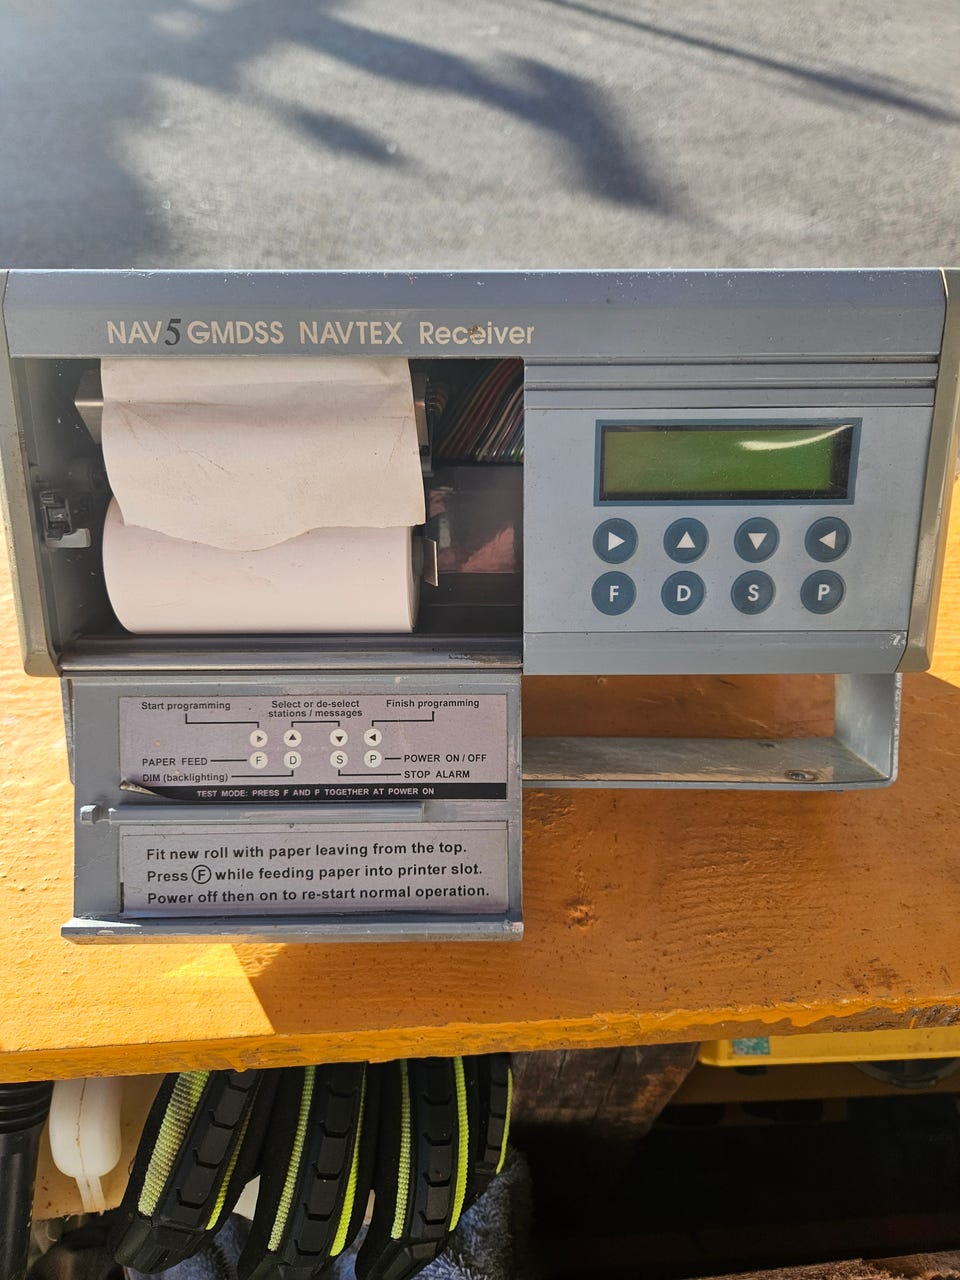 NAV5 GMDSS NAVTEX Receiver
F D S P
Start programming
Select or de-select
stations / messages
Finish programming
F D S P
PAPER FEED
POWER ON / OFF
DIM (backlighting)
STOP ALARM
TEST MODE: PRESS F AND P TOGETHER AT POWER ON
Fit new roll with paper leaving from the top.
Press F while feeding paper into printer slot.
Power off then on to re-start normal operation.